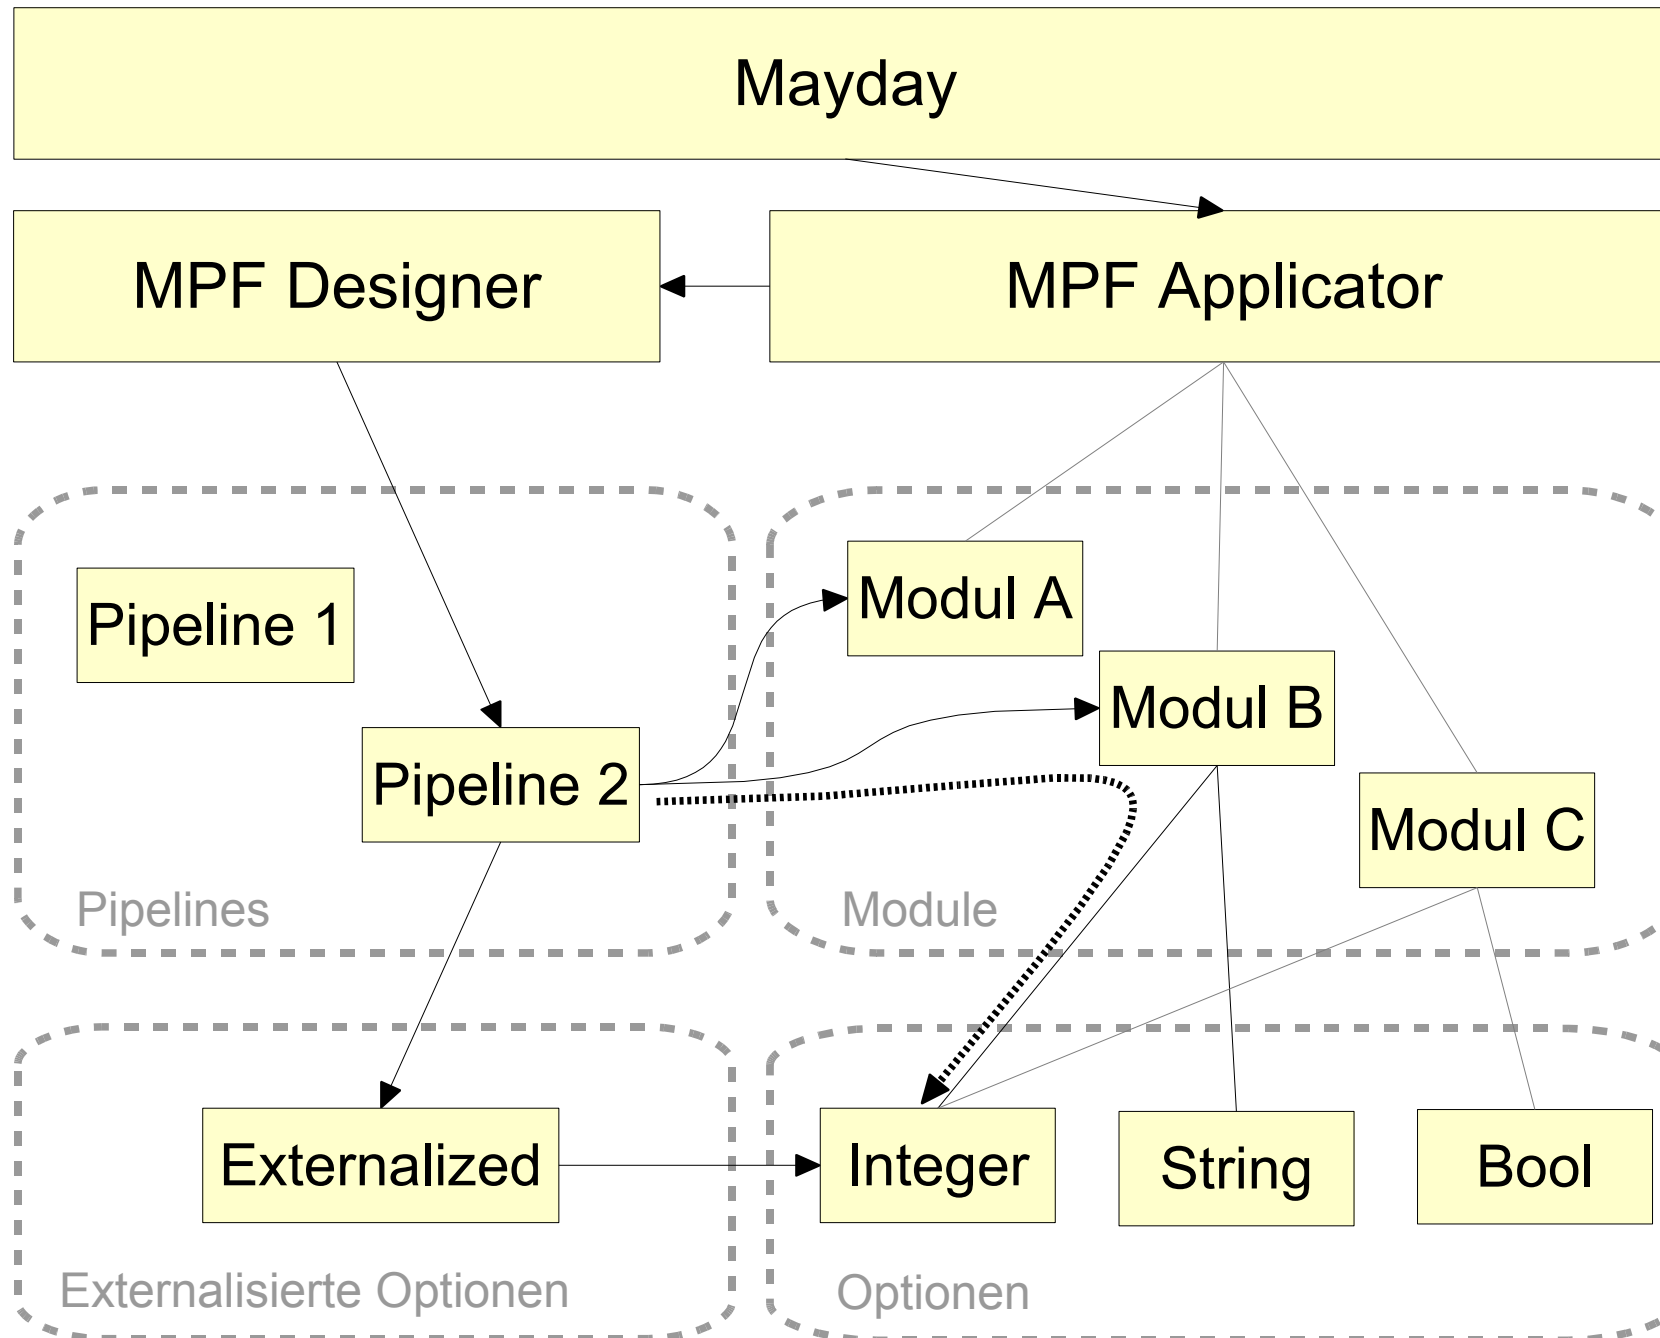 Mayday
MPF Designer
MPF Applicator
Modul A
Pipeline 1
Modul B
Pipeline 2
Modul C
Pipelines
Module
Externalized
Integer
String
Bool
Externalisierte Optionen
Optionen